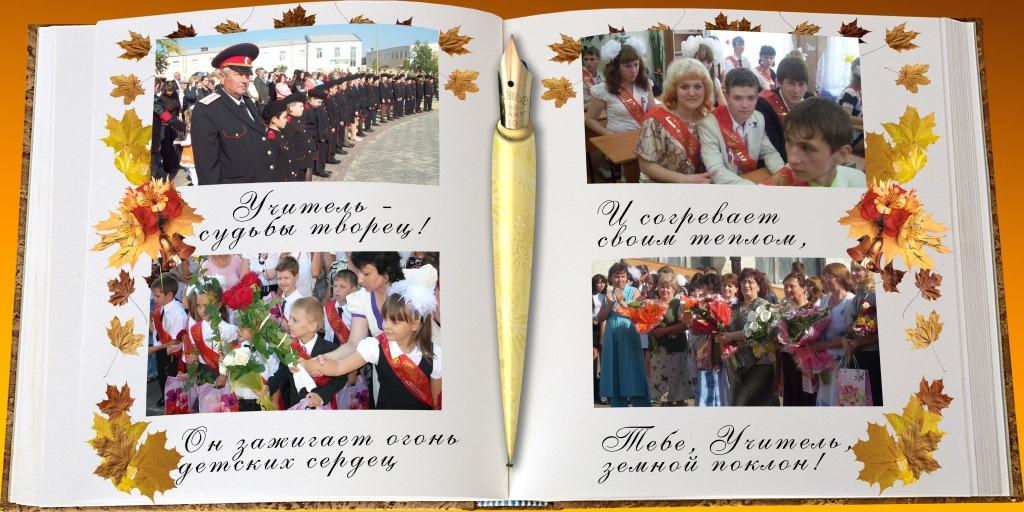 Учитель -
судьбы творец!
Он зажигает огонь
детских сердец
И согревает
своим теплом,
Тебе, Учитель,
земной поклон!